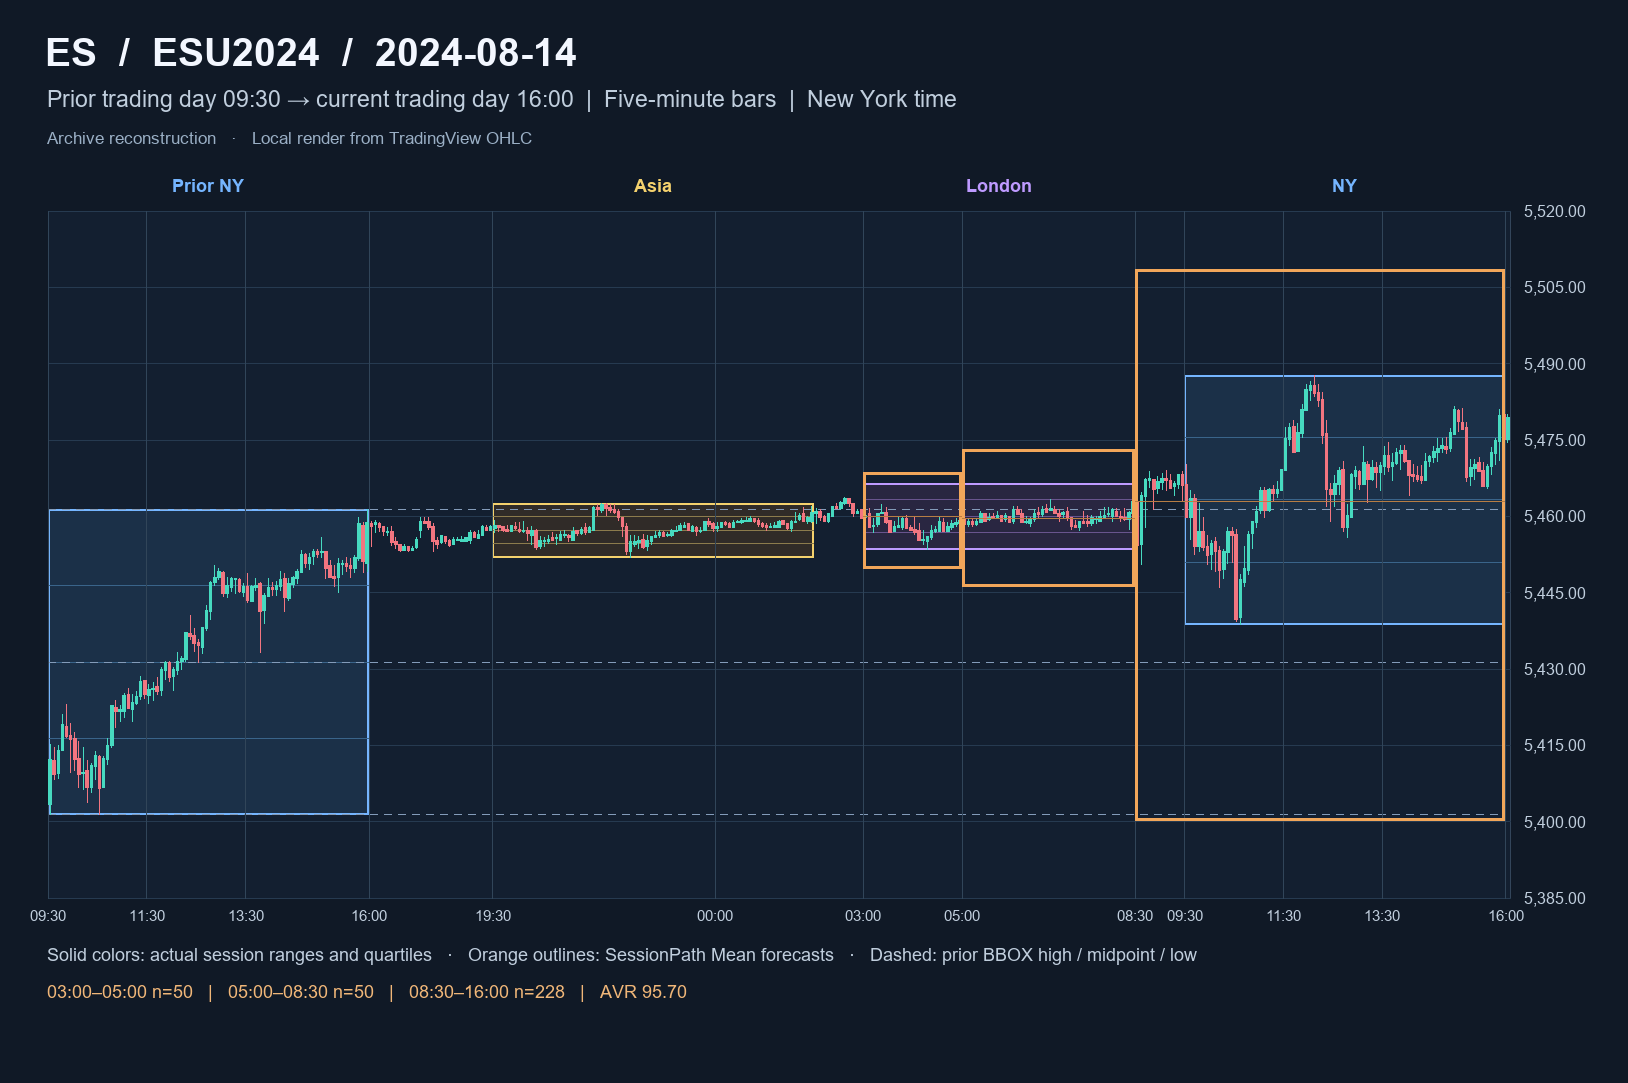 ES / ESU2024 / 2024-08-14
Prior trading day 09:30 → current trading day 16:00 | Five-minute bars | New York time
Archive reconstruction · Local render from TradingView OHLC
Prior NY Asia London NY
5,520.00
5,505.00
5,490.00
5,475.00
5,460.00
5,445.00
5,430.00
5,415.00
5,400.00
5,385.00
09:30 11:30 13:30 16:00 19:30 00:00 03:00 05:00 08:30 09:30 11:30 13:30 16:00
Solid colors: actual session ranges and quartiles · Orange outlines: SessionPath Mean forecasts · Dashed: prior BBOX high / midpoint / low
03:00–05:00 n=50 | 05:00–08:30 n=50 | 08:30–16:00 n=228 | AVR 95.70